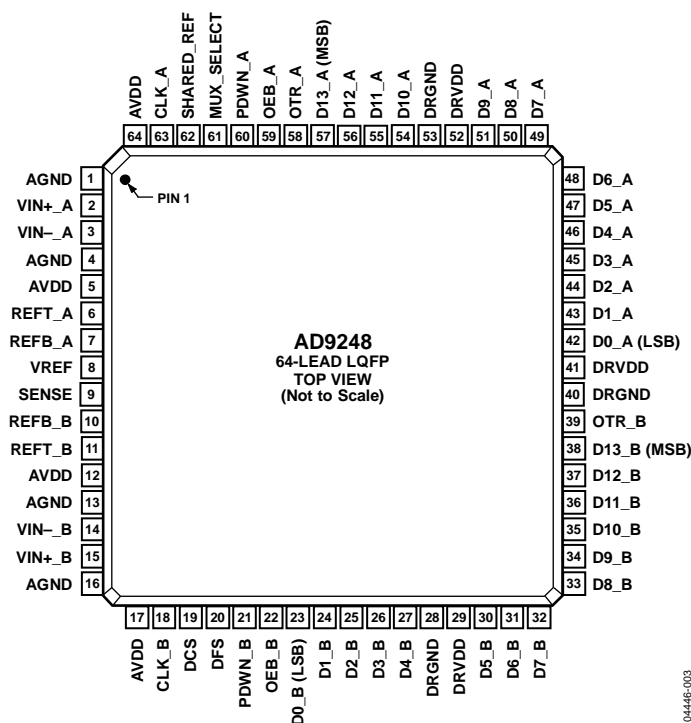 AVDD
CLK_A
SHARED_REF
MUX_SELECT
PDWN_A
OEB_A
OTR_A
D13_A (MSB)
D12_A
D11_A
D10_A
DRGND
DRVDD
D9_A
D8_A
D7_A
64 63 62 61 60 59 58 57 56 55 54 53 52 51 50 49
AGND 1
VIN+_A 2
VIN–_A 3
AGND 4
AVDD 5
REFT_A 6
REFB_A 7
VREF 8
SENSE 9
REFB_B 10
REFT_B 11
AVDD 12
AGND 13
VIN–_B 14
VIN+_B 15
AGND 16
PIN 1
AD9248
64-LEAD LQFP
TOP VIEW
(Not to Scale)
48 D6_A
47 D5_A
46 D4_A
45 D3_A
44 D2_A
43 D1_A
42 D0_A (LSB)
41 DRVDD
40 DRGND
39 OTR_B
38 D13_B (MSB)
37 D12_B
36 D11_B
35 D10_B
34 D9_B
33 D8_B
17 18 19 20 21 22 23 24 25 26 27 28 29 30 31 32
AVDD
CLK_B
DCS
DFS
PDWN_B
OEB_B
D0_B (LSB)
D1_B
D2_B
D3_B
D4_B
DRGND
DRVDD
D5_B
D6_B
D7_B
04446-003